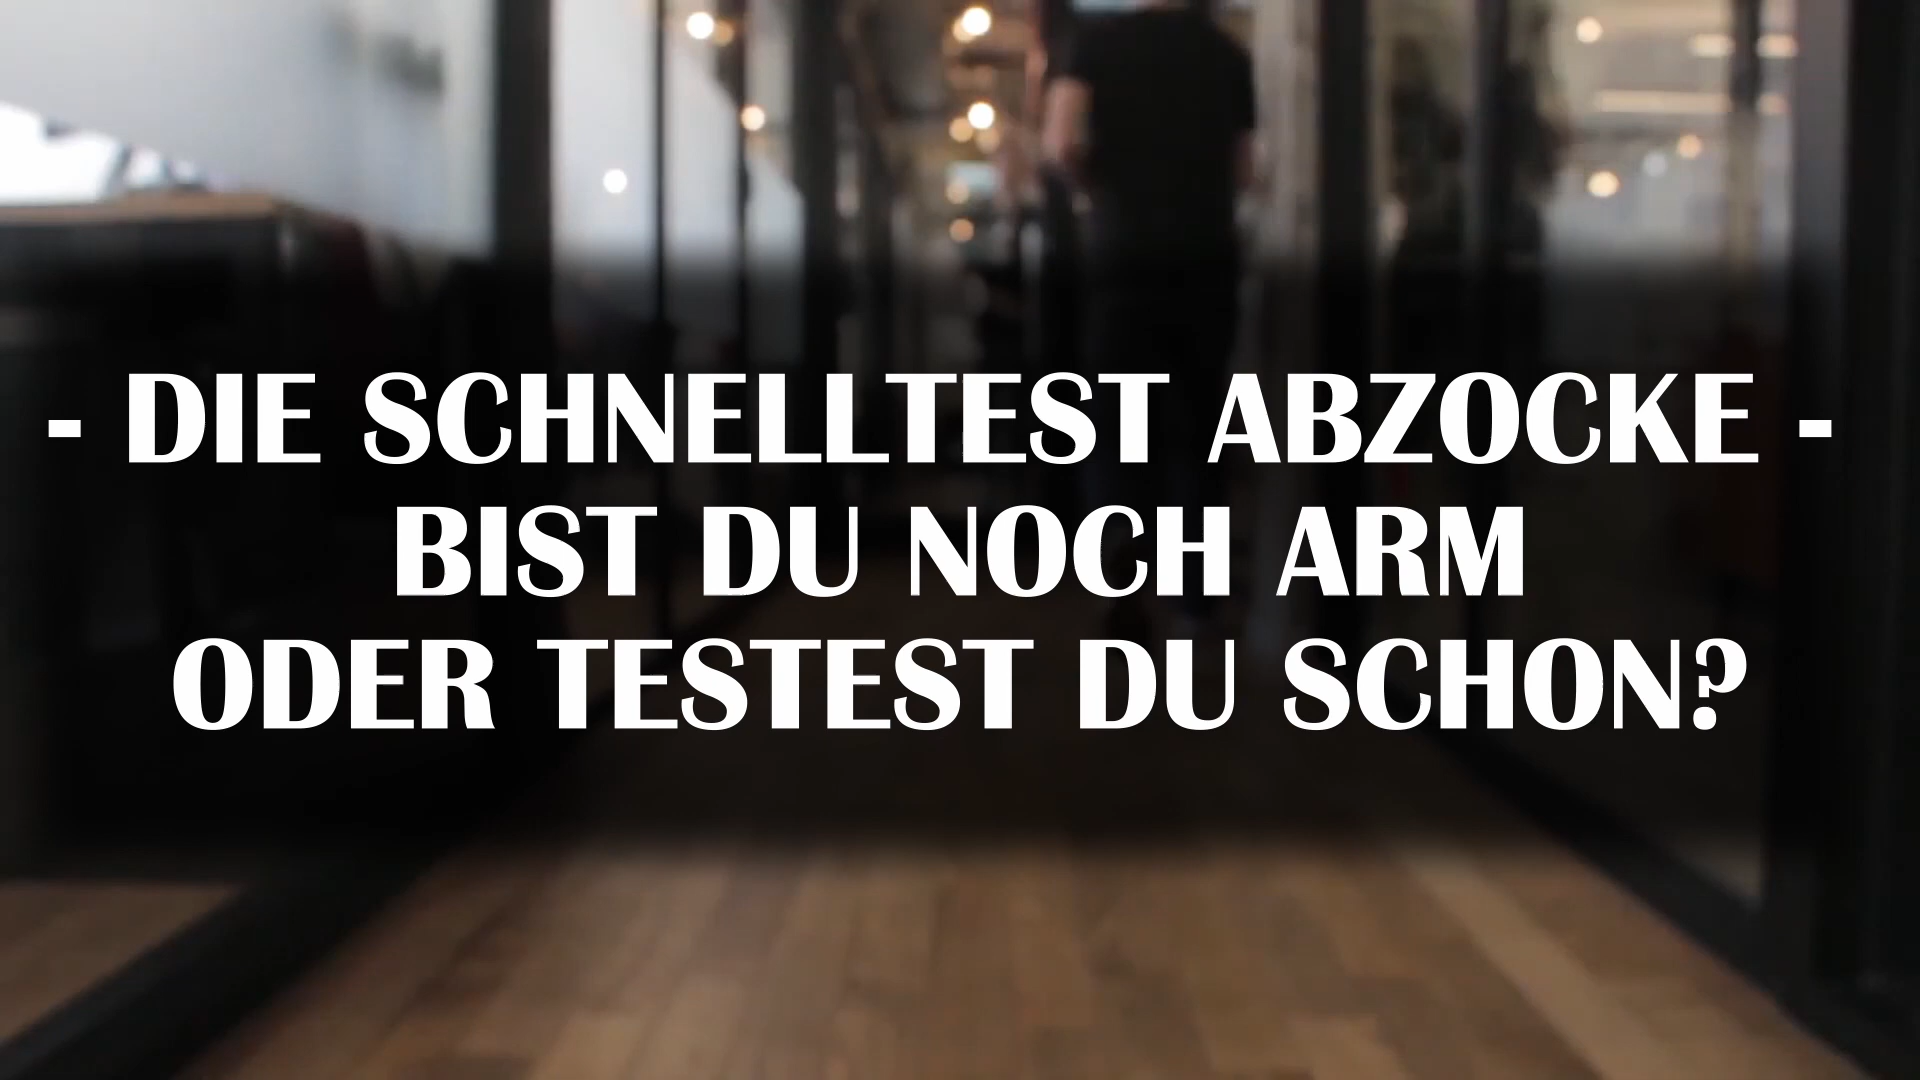 - DIE SCHNELLTEST ABZOCKE -
BIST DU NOCH ARM
ODER TESTEST DU SCHON?